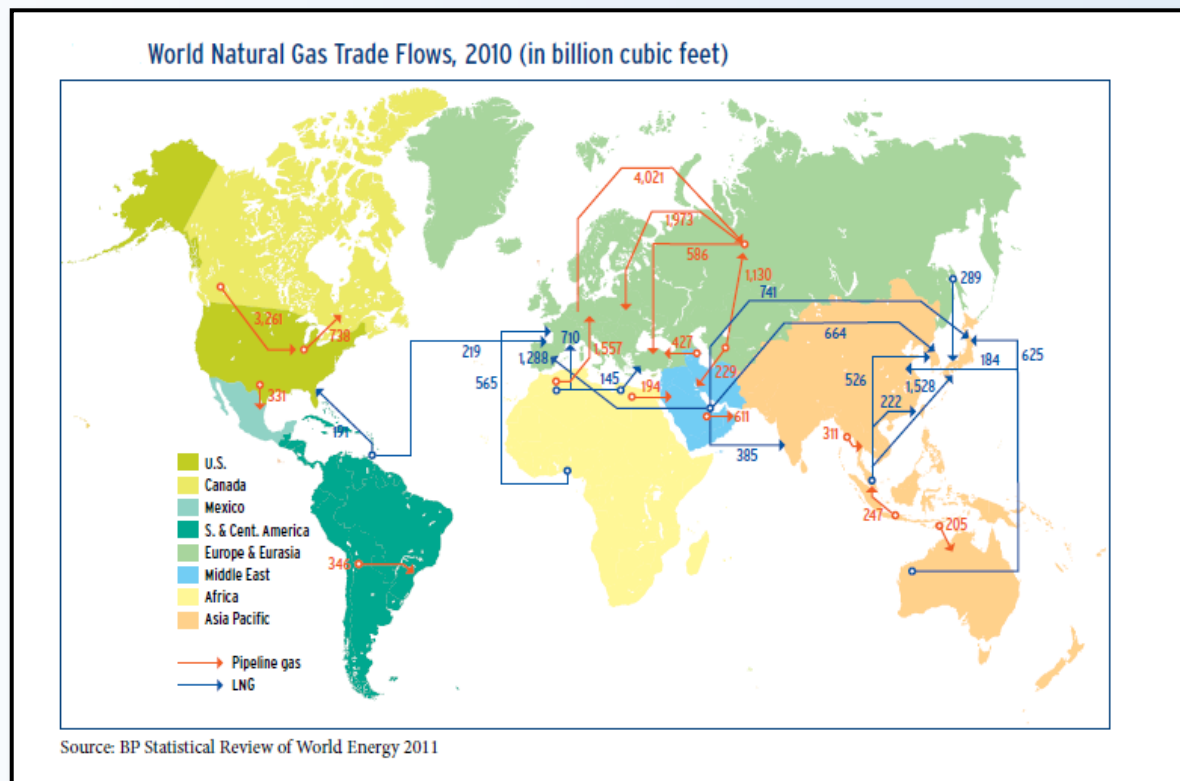 World Natural Gas Trade Flows, 2010 (in billion cubic feet)
4,021
1,973
586
1,130
289
741
3,261
738
664
219
1,288
710
1,557
427
184
625
565
145
229
526
1,528
331
194
222
611
191
385
311
247
205
346
U.S.
Canada
Mexico
S. & Cent. America
Europe & Eurasia
Middle East
Africa
Asia Pacific
Pipeline gas
LNG
Source: BP Statistical Review of World Energy 2011